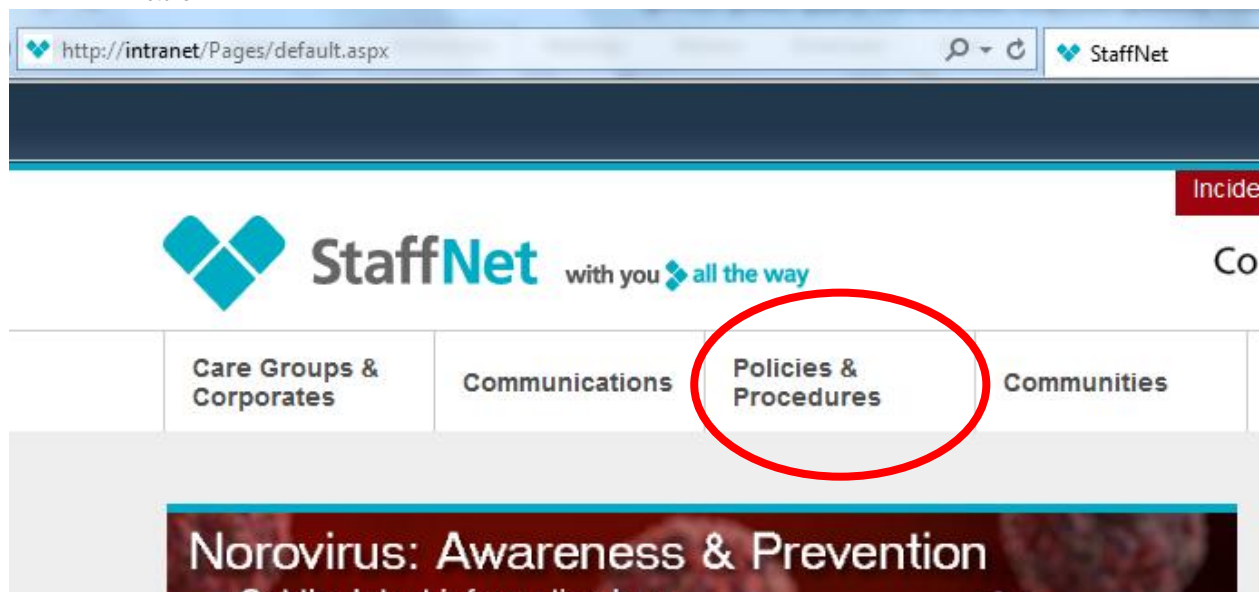 http://intranet/Pages/default.aspx
StaffNet
Incide
StaffNet with you all the way
Co
Care Groups &
Corporates
Communications
Policies &
Procedures
Communities
Norovirus: Awareness & Prevention